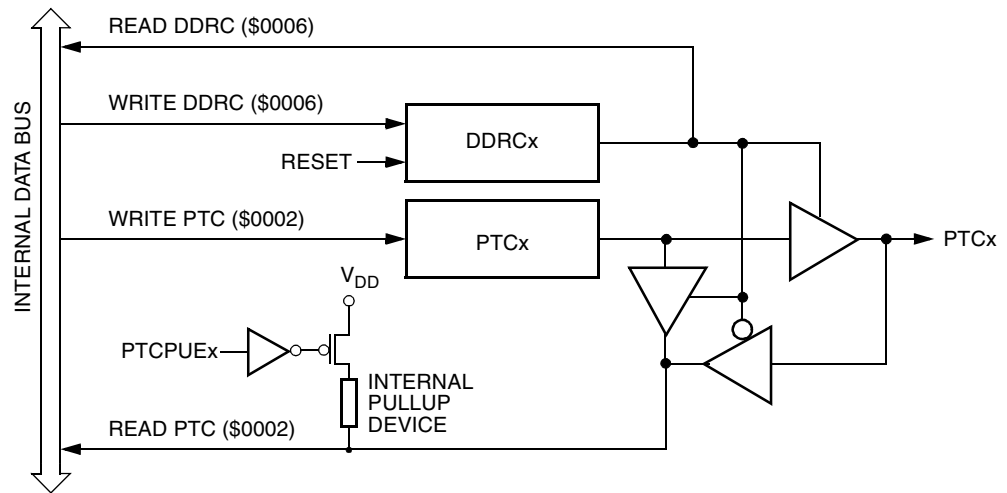 READ DDRC ($0006)
WRITE DDRC ($0006)
DDRCx
RESET
INTERNAL DATA BUS
WRITE PTC ($0002)
PTCx
PTCx
VDD
PTCPUEx
INTERNAL
PULLUP
DEVICE
READ PTC ($0002)